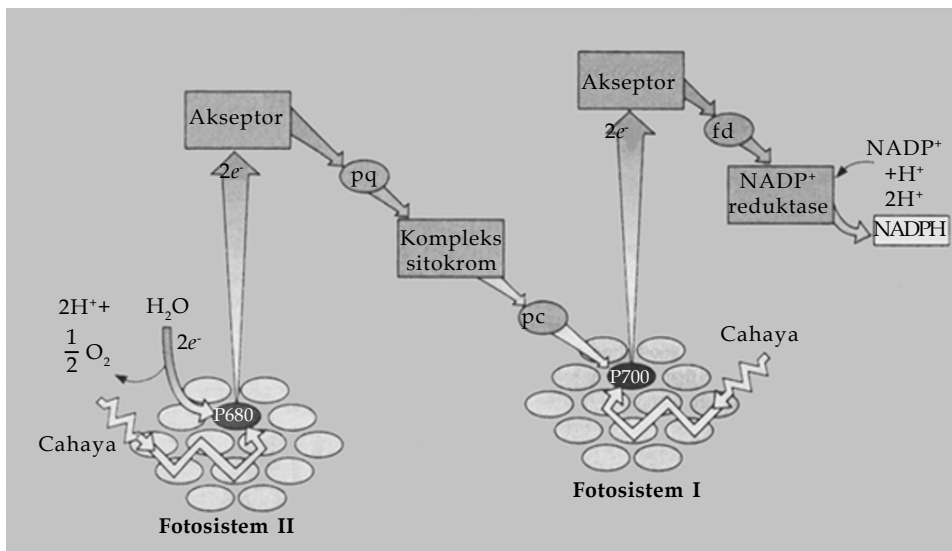 Akseptor
2e-
pq
Kompleks
sitokrom
pc
2H⁺+
1/2 O₂
H₂O
2e-
P680
Cahaya
Fotosistem II
Akseptor
2e-
fd
NADP⁺
reduktase
NADP⁺
+H⁺
2H⁺
NADPH
Cahaya
P700
Fotosistem I